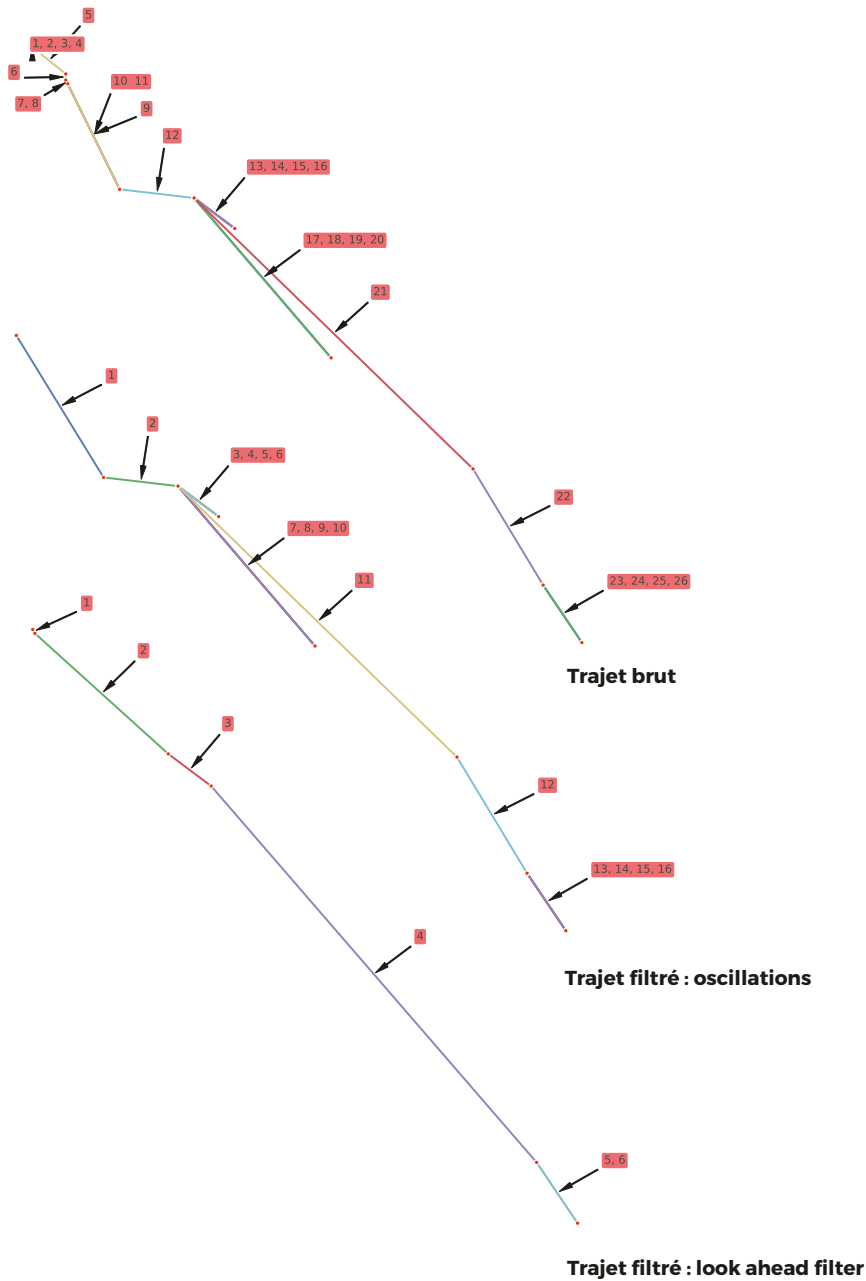 5
1, 2, 3, 4
6
10 11
7, 8
9
12
13, 14, 15, 16
17, 18, 19, 20
21
22
23, 24, 25, 26
Trajet brut
1
2
3, 4, 5, 6
7, 8, 9, 10
11
12
13, 14, 15, 16
Trajet filtré : oscillations
1
2
3
4
5, 6
Trajet filtré : look ahead filter